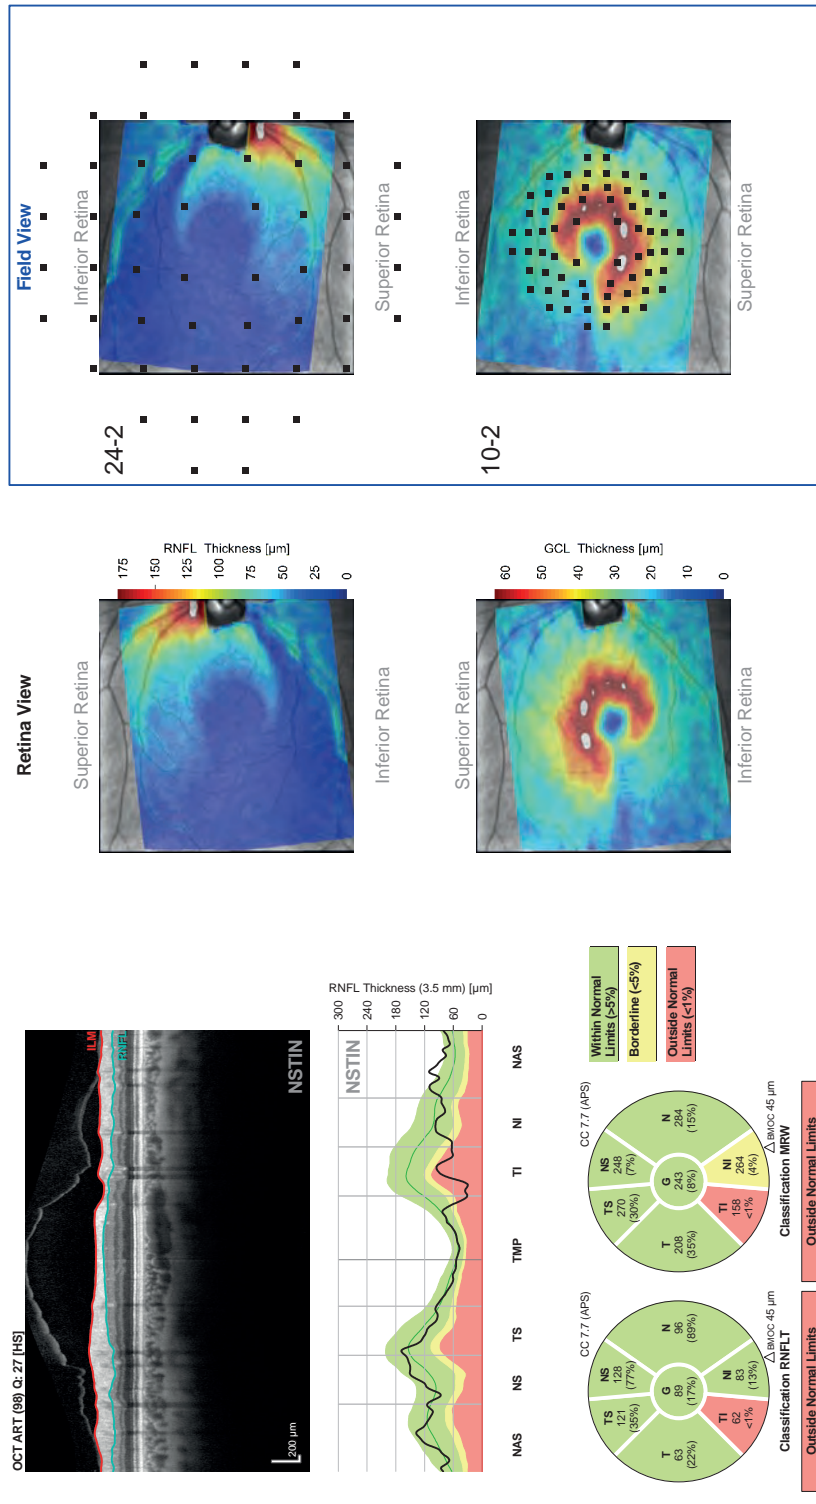 OCT ART (98) Q: 27 [HS]
ILM
RNFL
200 µm
NSTIN
RNFL Thickness (3.5 mm) [µm]
300
240
180
120
60
0
NSTIN
NAS
NS
TS
TMP
TI
NI
NAS
CC 7.7 (APS)
NS
128
(77%)
TS
121
(35%)
N
96
(89%)
G
89
(17%)
T
63
(22%)
NI
83
(13%)
TI
62
<1%
BMOC 45 µm
Classification RNFLT
Outside Normal Limits
CC 7.7 (APS)
NS
248
(7%)
TS
270
(30%)
N
284
(15%)
G
243
(8%)
T
208
(35%)
NI
264
(4%)
TI
158
<1%
BMOC 45 µm
Classification MRW
Outside Normal Limits
Within Normal
Limits (>5%)
Borderline (<5%)
Outside Normal
Limits (<1%)
Retina View
Superior Retina
Inferior Retina
RNFL Thickness [µm]
175
150
125
100
75
50
25
0
Superior Retina
Inferior Retina
GCL Thickness [µm]
60
50
40
30
20
10
0
Field View
24-2
Inferior Retina
Superior Retina
10-2
Inferior Retina
Superior Retina